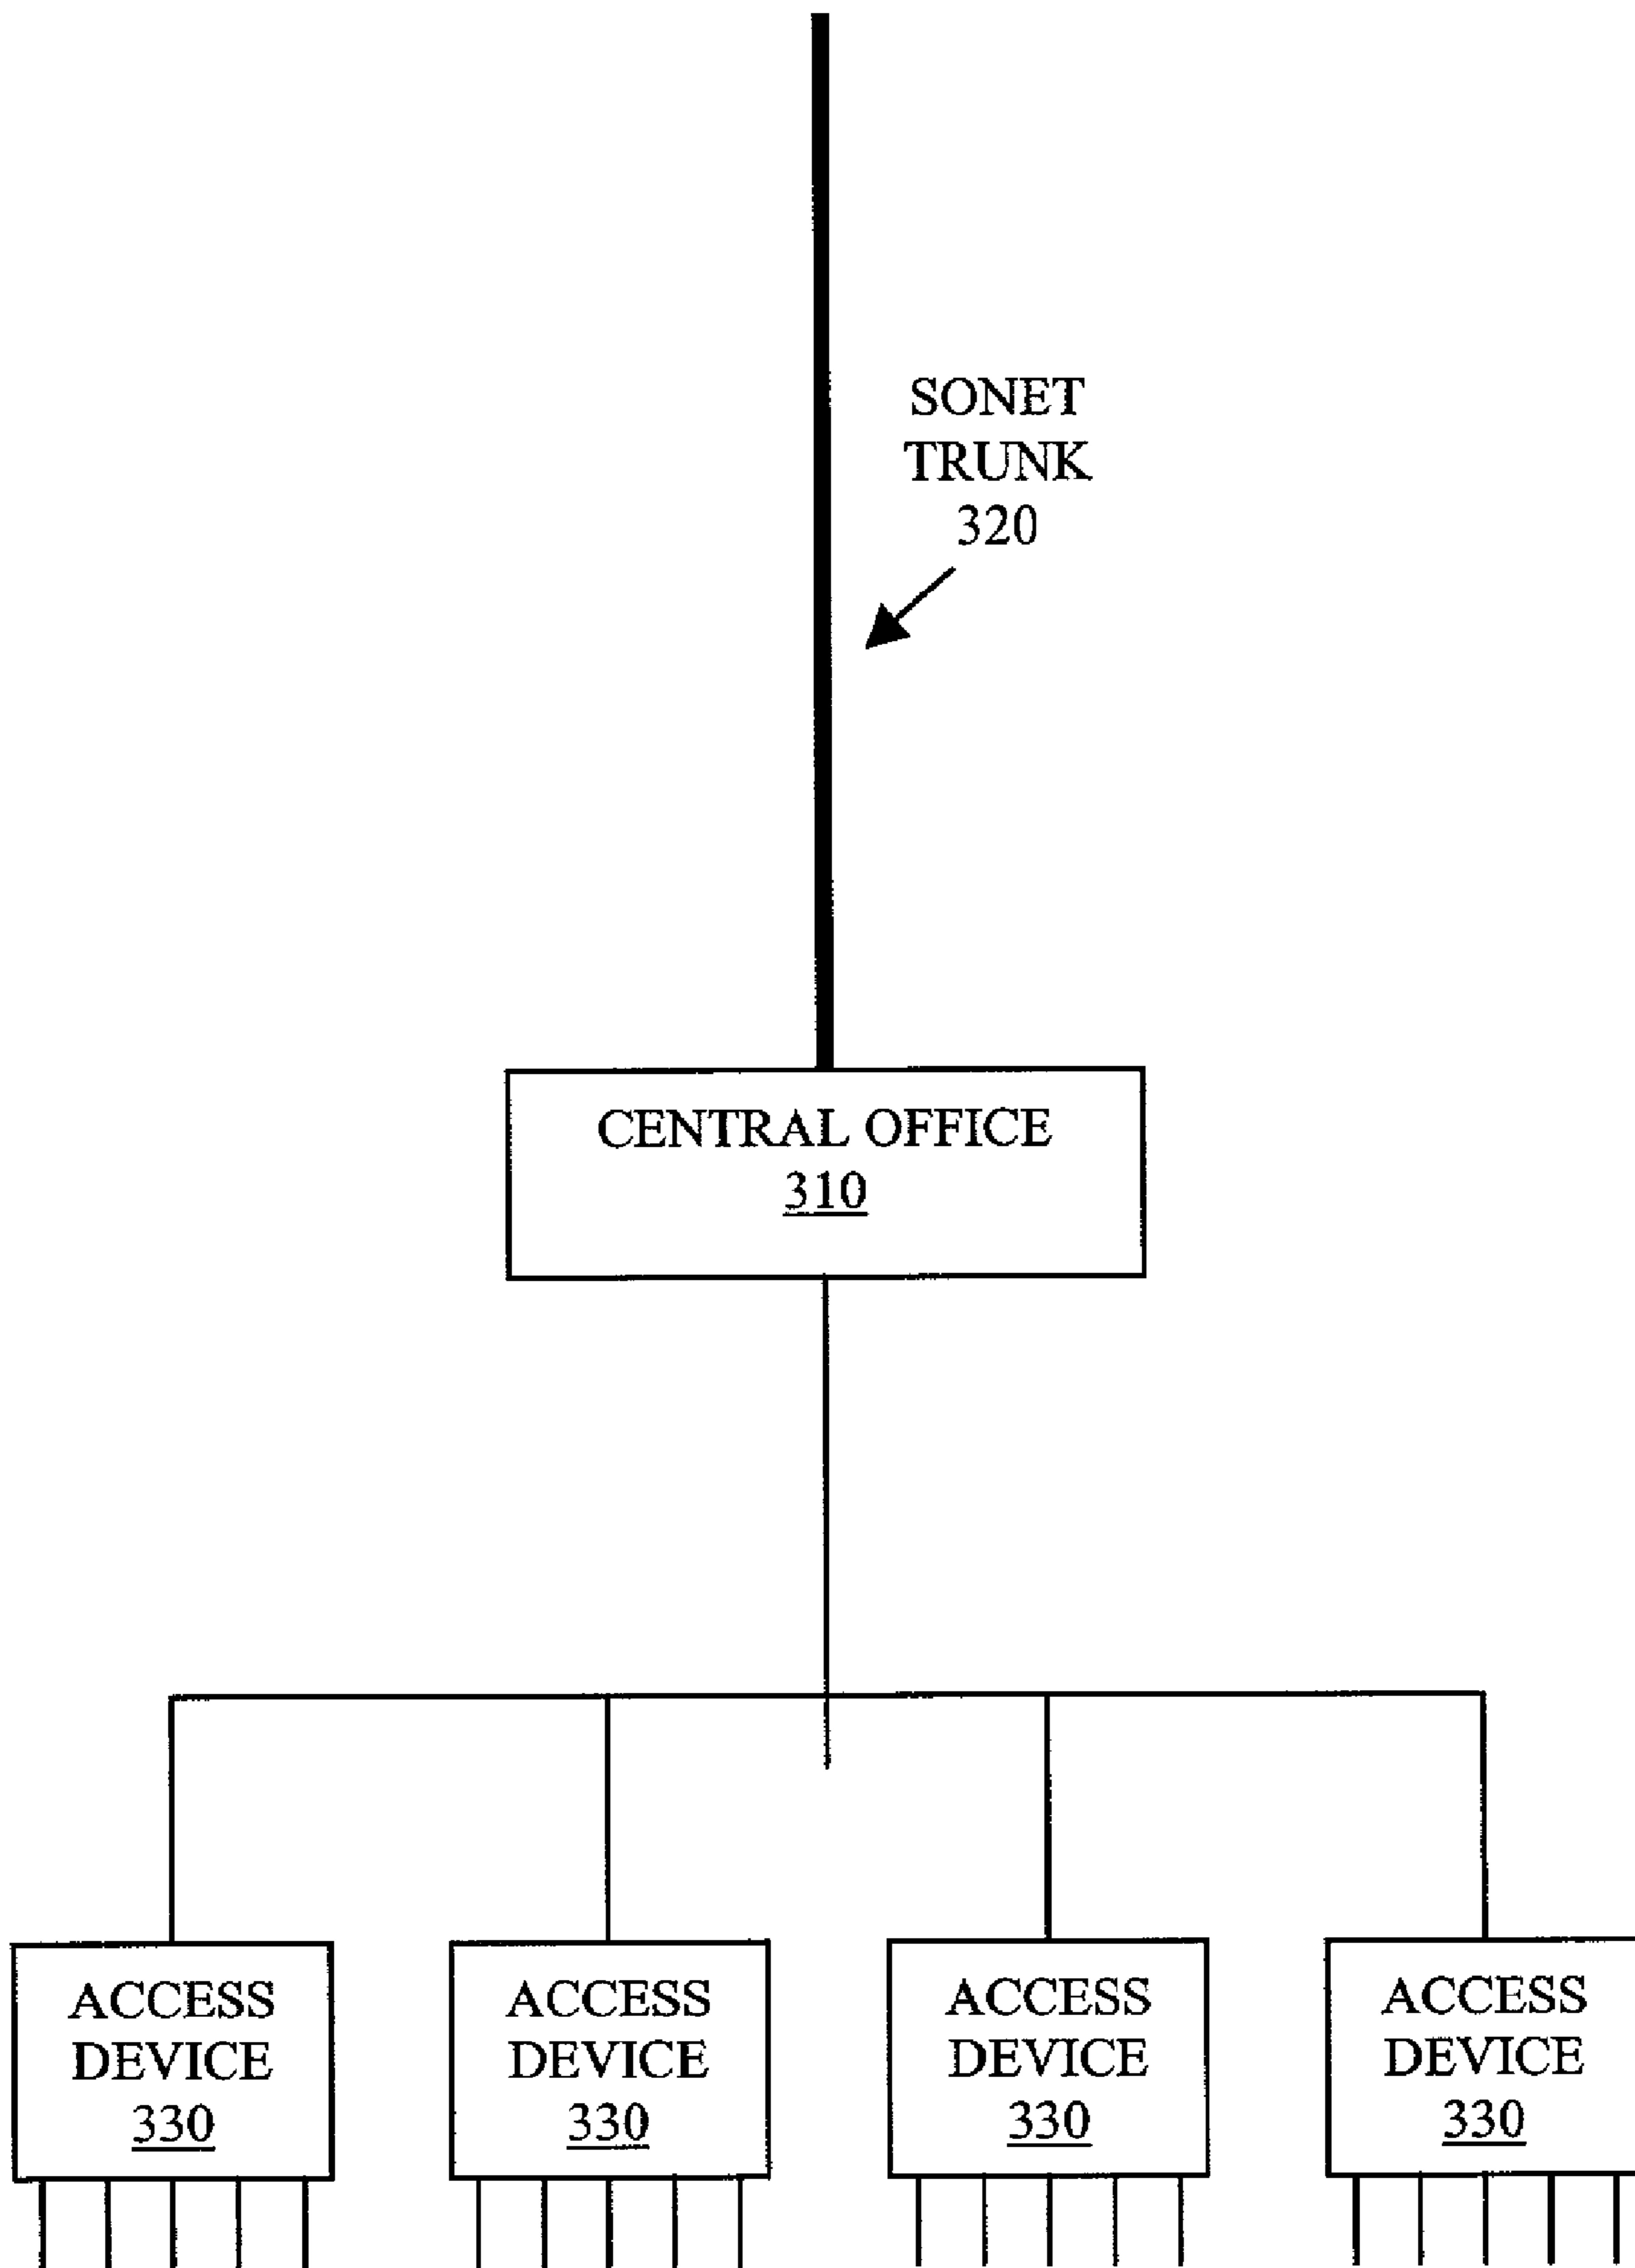 SONET
TRUNK
320
CENTRAL OFFICE
310
ACCESS
DEVICE
330
ACCESS
DEVICE
330
ACCESS
DEVICE
330
ACCESS
DEVICE
330